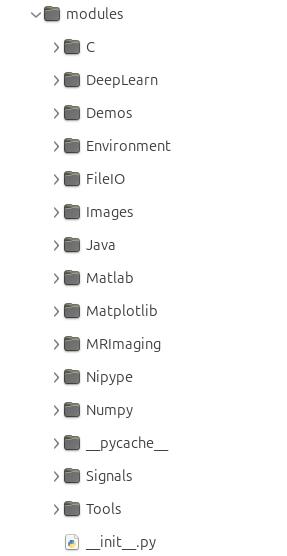 modules
C
DeepLearn
Demos
Environment
FileIO
Images
Java
Matlab
Matplotlib
MRImaging
Nipype
Numpy
__pycache__
Signals
Tools
__init__.py